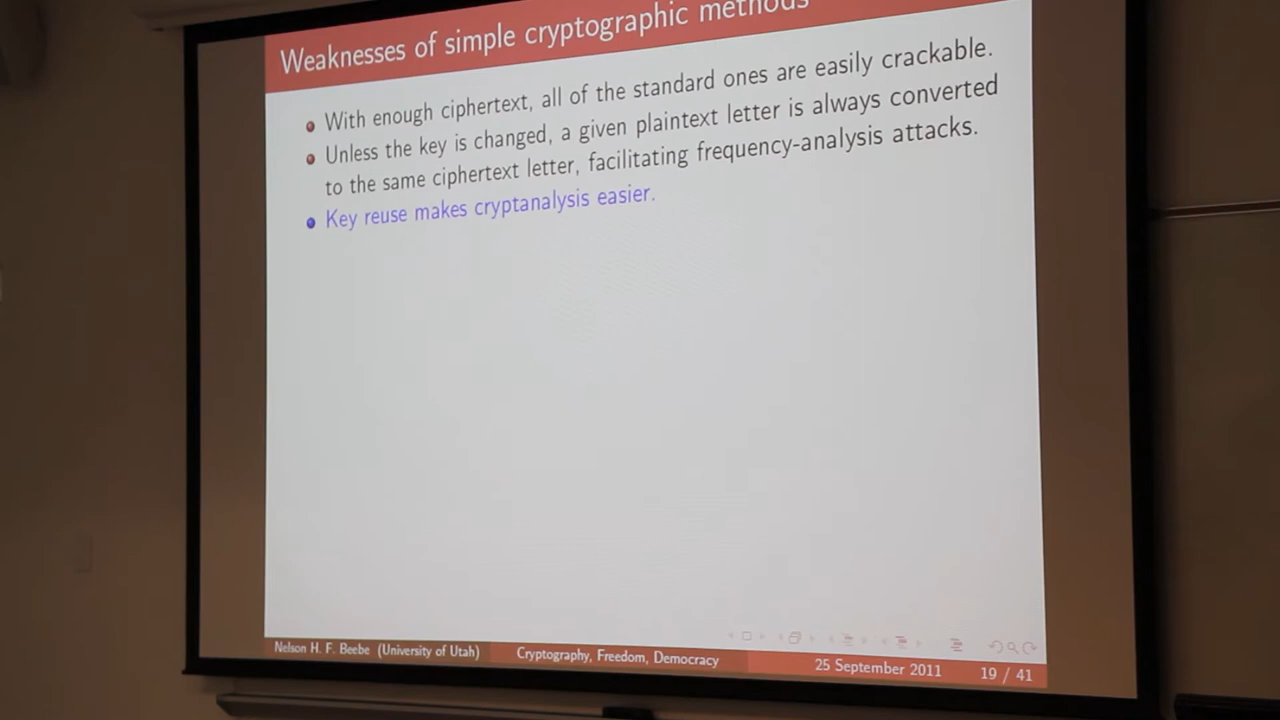 Weaknesses of simple cryptographic methods
With enough ciphertext, all of the standard ones are easily crackable.
Unless the key is changed, a given plaintext letter is always converted
to the same ciphertext letter, facilitating frequency-analysis attacks.
Key reuse makes cryptanalysis easier.
Nelson H. F. Beebe (University of Utah) Cryptography, Freedom, Democracy 25 September 2011 19 / 41